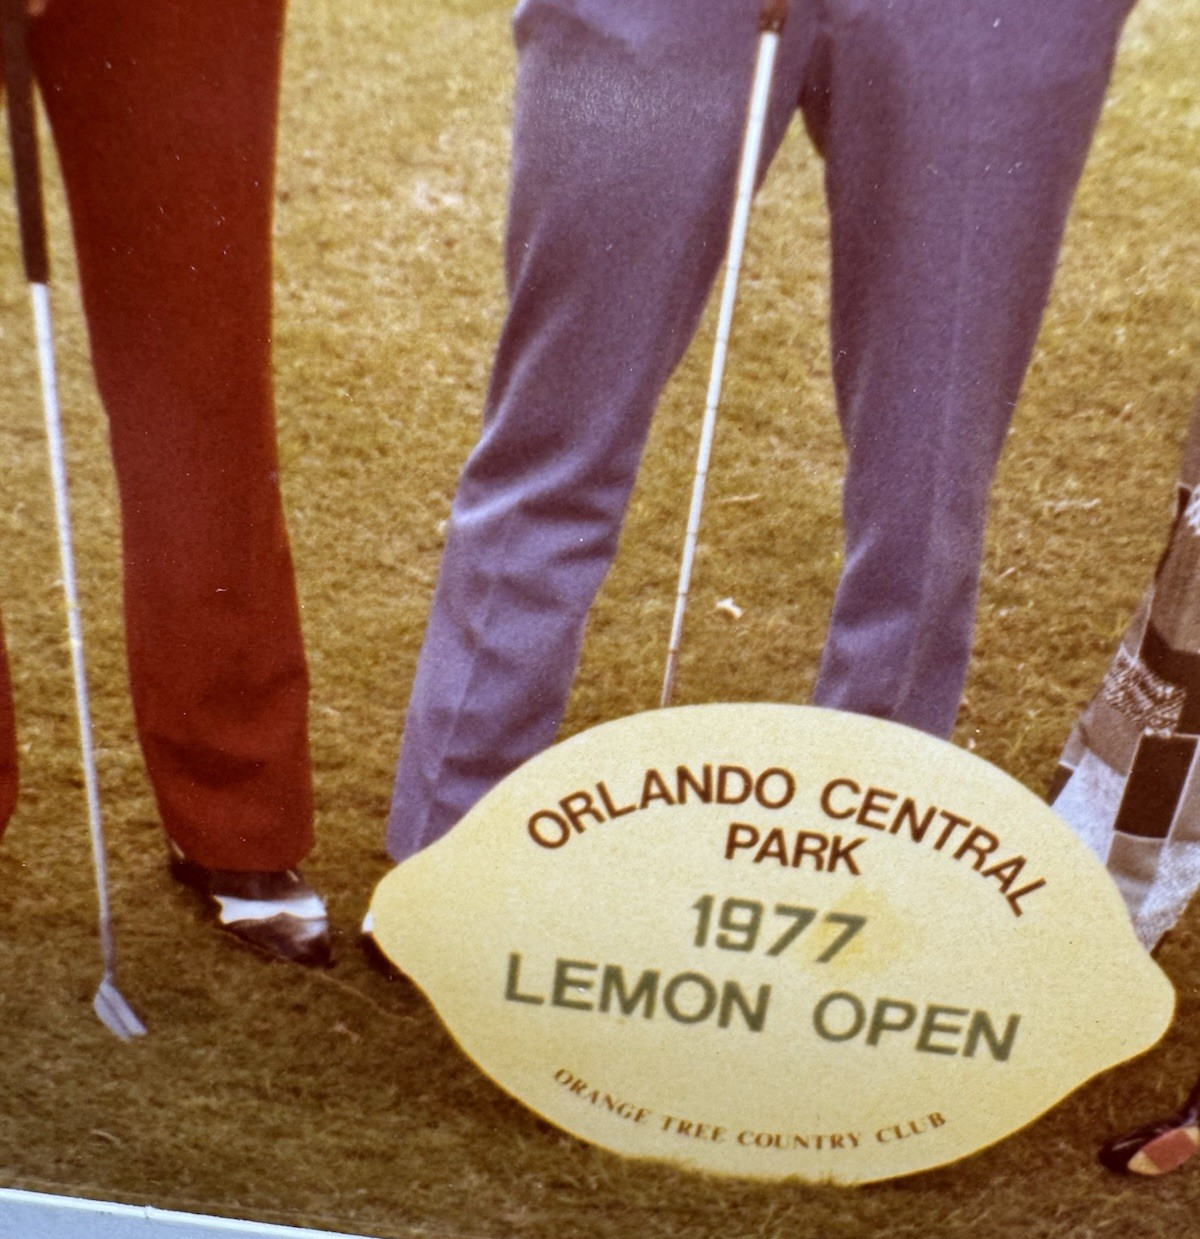 ORLANDO CENTRAL
PARK
1977
LEMON OPEN
ORANGE TREE COUNTRY CLUB